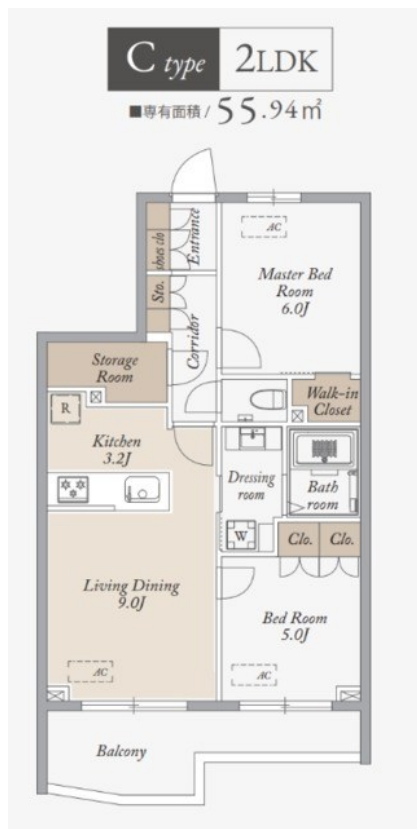 C type 2LDK
■専有面積 / 55.94㎡
shoes clo
Entrance
AC
Master Bed
Room
6.0J
Sto.
Corridor
Storage
Room
Walk-in
Closet
R
Kitchen
3.2J
Dressing
room
Bath
room
W
Clo.
Clo.
Living Dining
9.0J
Bed Room
5.0J
AC
AC
Balcony